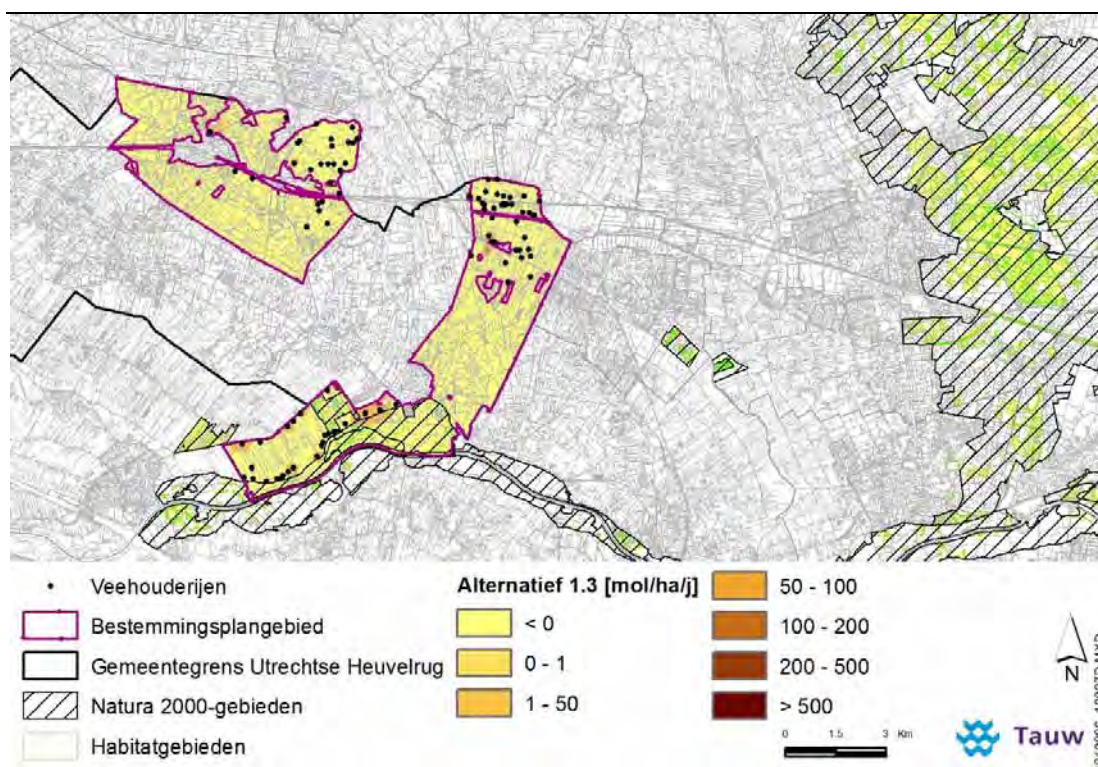 Veehouderijen
Bestemmingsplangebied
Gemeentegrens Utrechtse Heuvelrug
Natura 2000-gebieden
Habitatgebieden
Alternatief 1.3 [mol/ha/j]
< 0
0 - 1
1 - 50
50 - 100
100 - 200
200 - 500
> 500
N
0 1.5 3 Km
Tauw